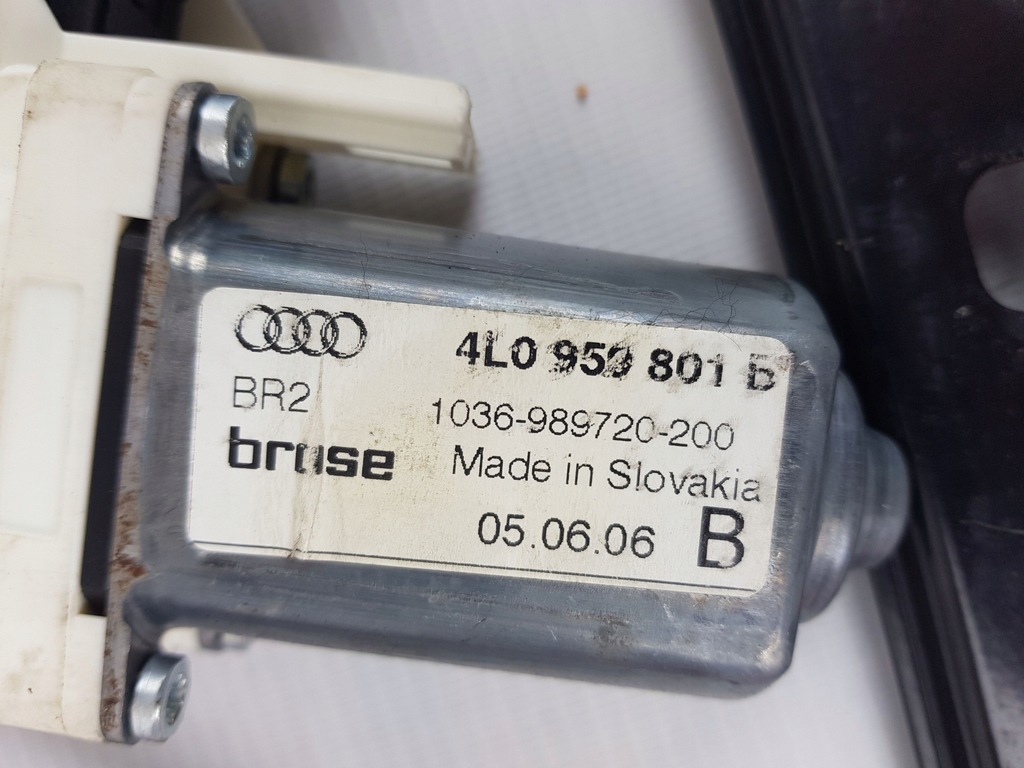 4L0 959 801 B
BR2
1036-989720-200
brose
Made in Slovakia
05.06.06 B